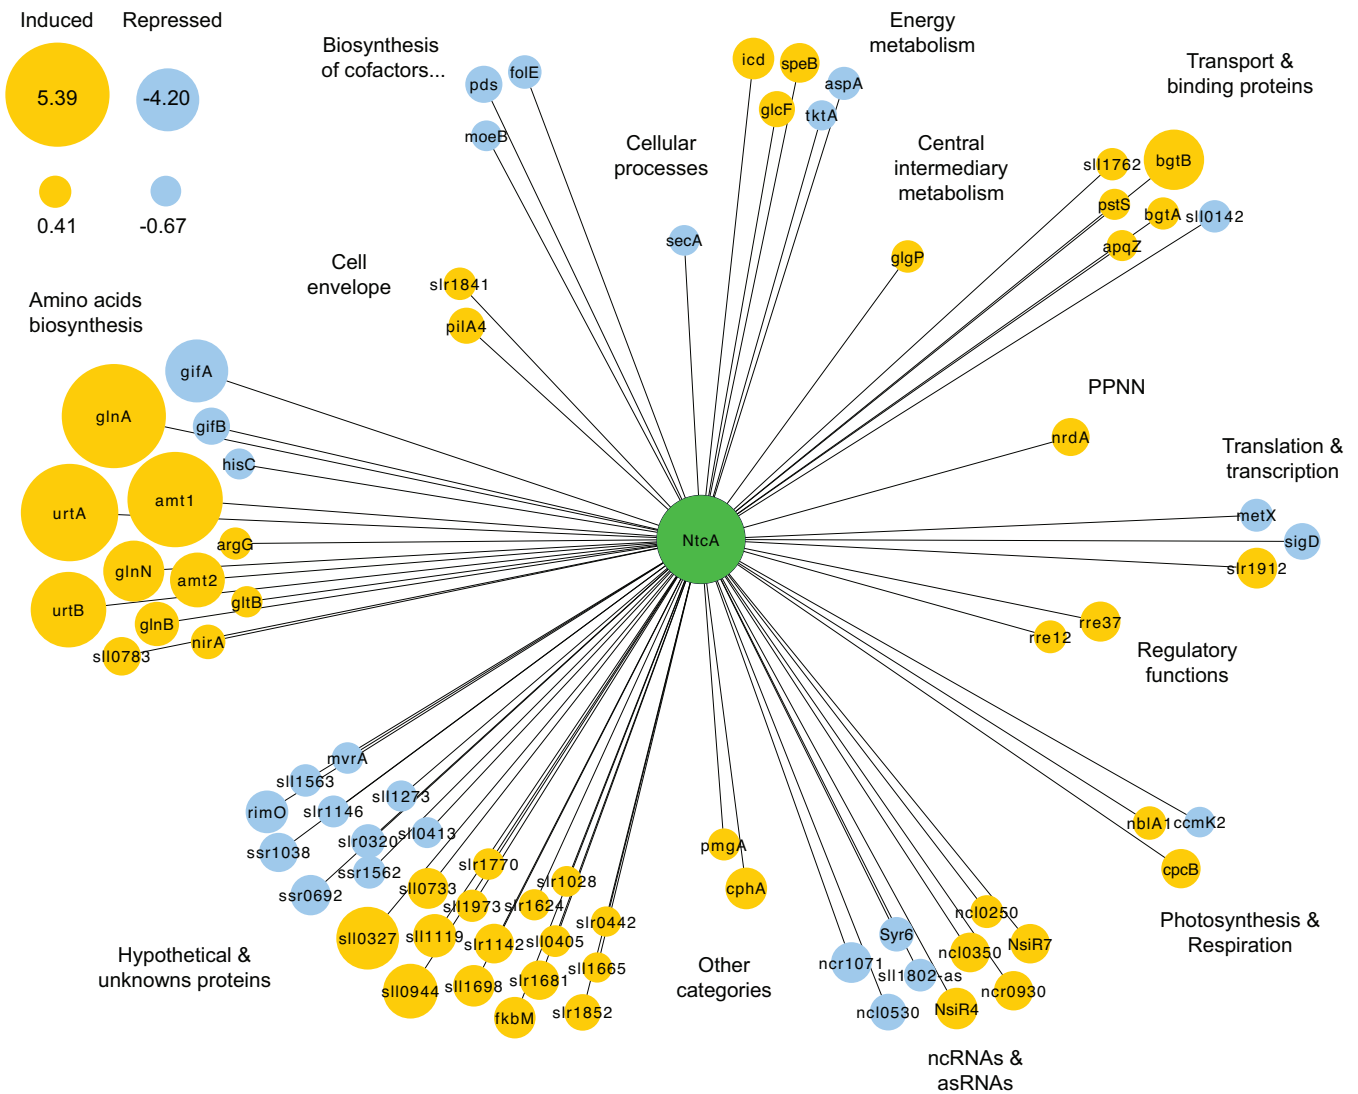 Induced
Repressed
5.39
-4.20
0.41
-0.67
Biosynthesis
of cofactors...
pds
folE
moeB
Cellular
processes
secA
Energy
metabolism
icd
speB
aspA
glcF
tktA
Central
intermediary
metabolism
glgP
Transport &
binding proteins
sll1762
bgtB
pstS
bgtA
sll0142
apqZ
Cell
envelope
slr1841
pilA4
Amino acids
biosynthesis
gifA
glnA
gifB
hisC
amt1
urtA
argG
glnN
amt2
urtB
gltB
glnB
nirA
sll0783
NtcA
PPNN
nrdA
Translation &
transcription
metX
sigD
slr1912
rre37
rre12
Regulatory
functions
mvrA
sll1563
rimO
slr1146
sll1273
ssr1038
slr0320
sll0413
ssr1562
ssr0692
slr1770
sll0733
slr1028
sll1973
slr1624
slr0442
sll0327
sll1119
slr1142
sll0405
sll1665
sll0944
sll1698
slr1681
fkbM
slr1852
Hypothetical &
unknowns proteins
pmgA
cphA
Other
categories
ncl0250
Syr6
NsiR7
ncr1071
ncl0350
sll1802-as
ncr0930
ncl0530
NsiR4
ncRNAs &
asRNAs
nblA1
ccmK2
cpcB
Photosynthesis &
Respiration